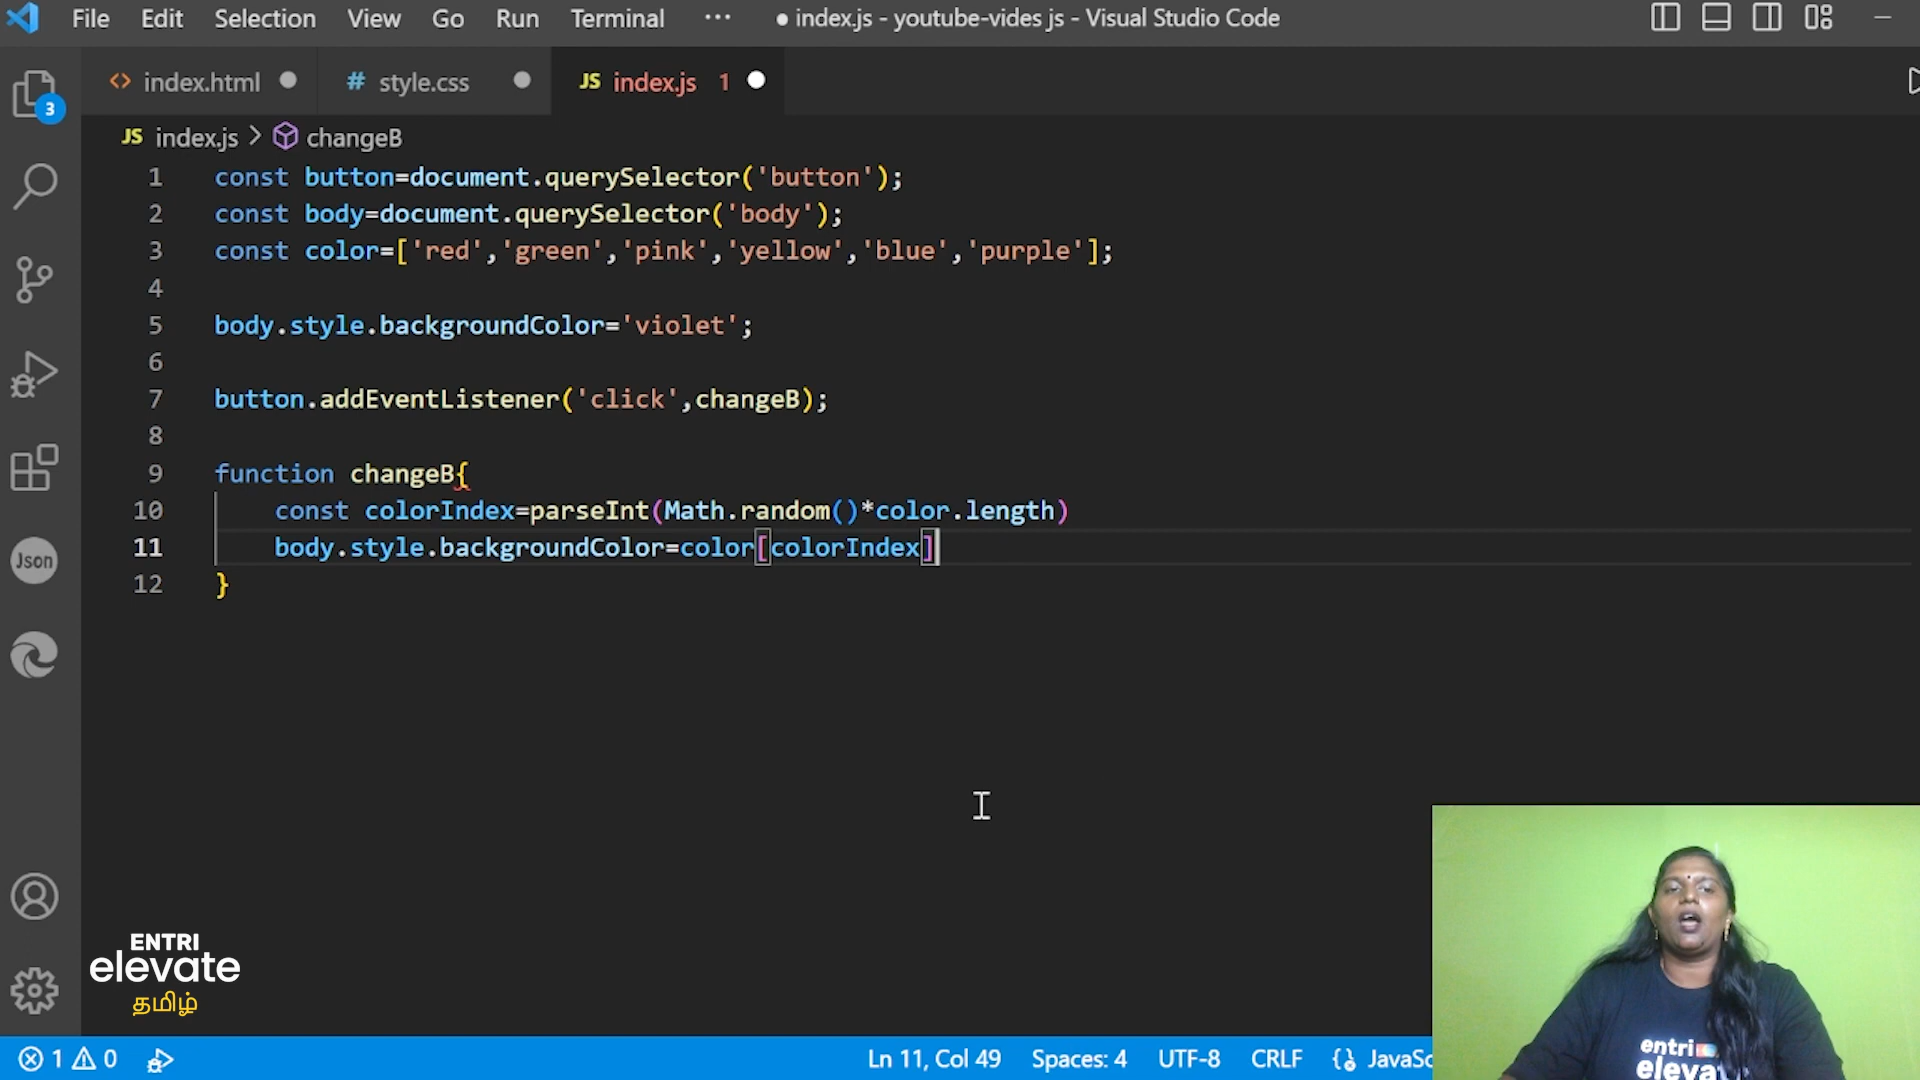 File Edit Selection View Go Run Terminal ··· ● index.js - youtube-vides js - Visual Studio Code
3
<> index.html ● # style.css ● JS index.js 1 ●
JS index.js > changeB
1 const button=document.querySelector('button');
2 const body=document.querySelector('body');
3 const color=['red','green','pink','yellow','blue','purple'];
4
5 body.style.backgroundColor='violet';
6
7 button.addEventListener('click',changeB);
8
9 function changeB{
10 const colorIndex=parseInt(Math.random()*color.length)
11 body.style.backgroundColor=color[colorIndex]
12 }
Json
ENTRI
elevate
தமிழ்
entri
eleva
1 0 Ln 11, Col 49 Spaces: 4 UTF-8 CRLF {} JavaSc